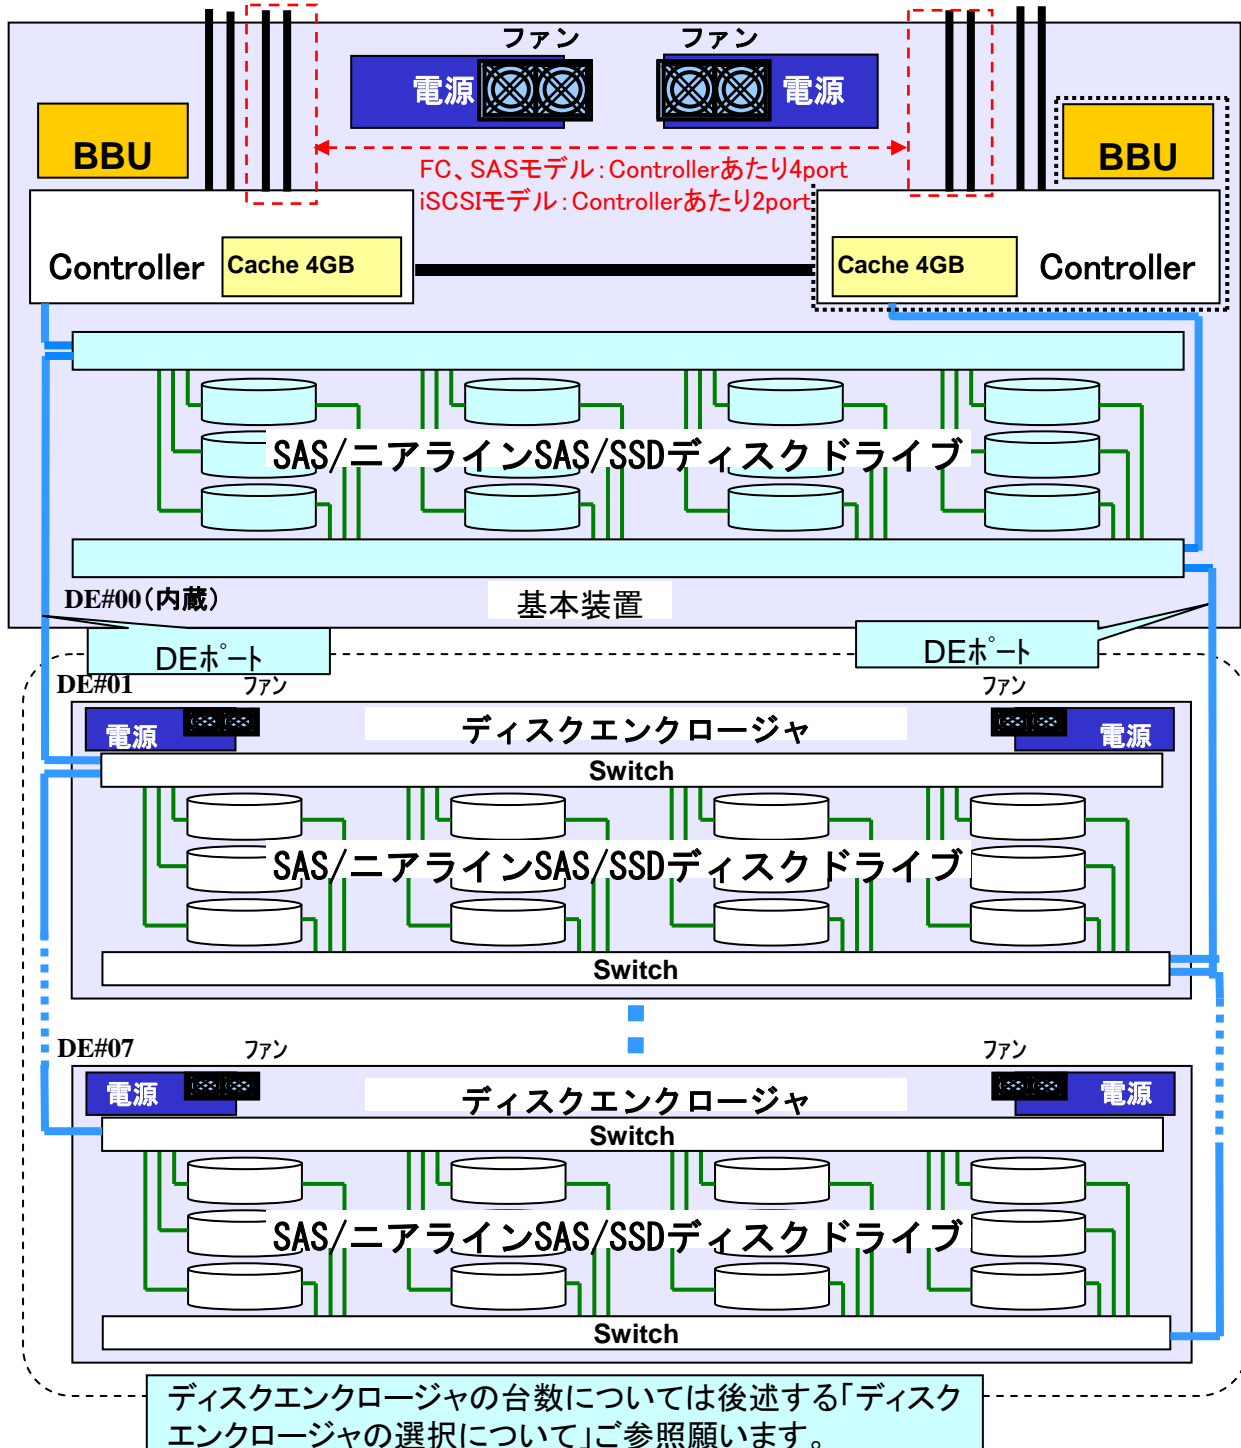 ファン ファン
電源 電源
BBU BBU
FC、SASモデル：Controllerあたり4port
iSCSIモデル：Controllerあたり2port
Controller Cache 4GB Cache 4GB Controller
SAS/ニアラインSAS/SSDディスクドライブ
DE#00（内蔵） 基本装置
DEﾎﾟｰﾄ DEﾎﾟｰﾄ
DE#01 ﾌｧﾝ ﾌｧﾝ
電源 ディスクエンクロージャ 電源
Switch
SAS/ニアラインSAS/SSDディスクドライブ
Switch
DE#07 ﾌｧﾝ ﾌｧﾝ
電源 ディスクエンクロージャ 電源
Switch
SAS/ニアラインSAS/SSDディスクドライブ
Switch
ディスクエンクロージャの台数については後述する「ディスク
エンクロージャの選択について」ご参照願います。